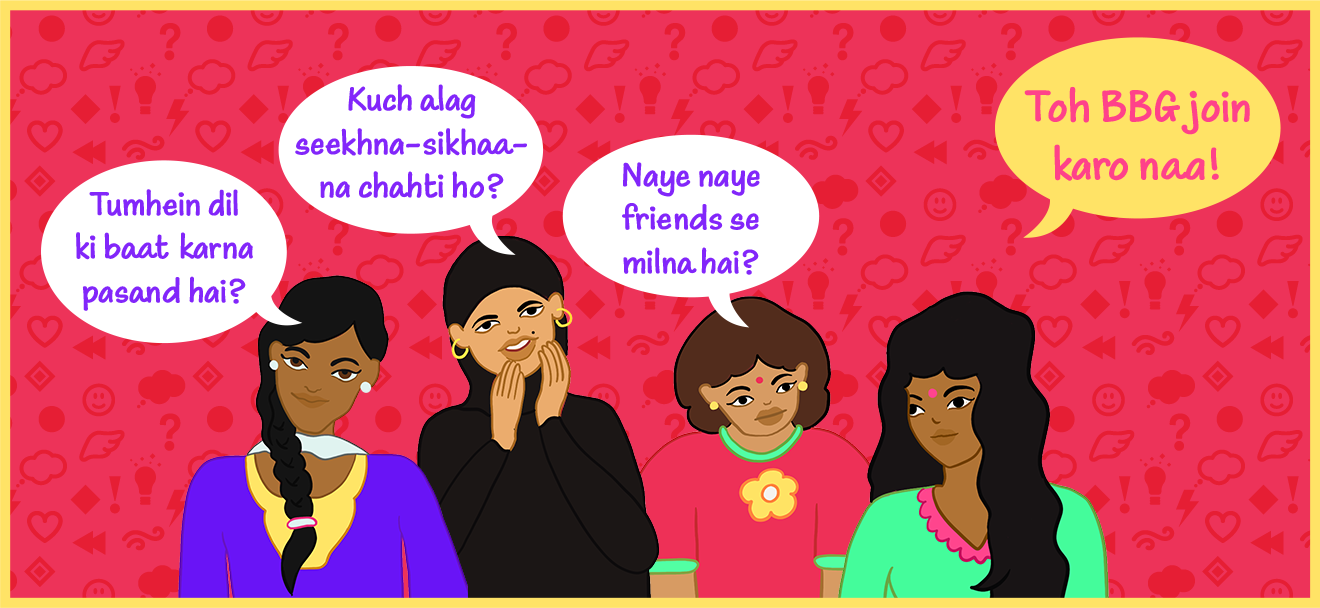 Tumhein dil
ki baat karna
pasand hai?
Kuch alag
seekhna-sikhaa-
na chahti ho?
Naye naye
friends se
milna hai?
Toh BBG join
karo naa!